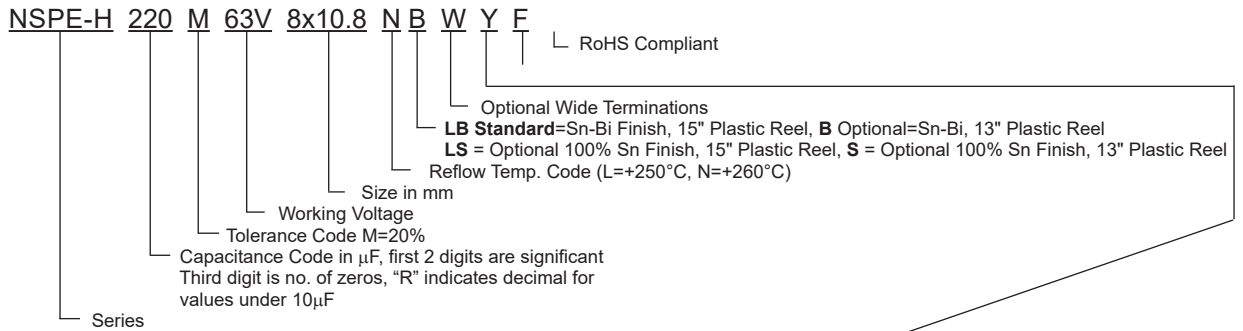 NSPE-H 220 M 63V 8x10.8 N B W Y F
RoHS Compliant
Optional Wide Terminations
LB Standard=Sn-Bi Finish, 15" Plastic Reel, B Optional=Sn-Bi, 13" Plastic Reel
LS = Optional 100% Sn Finish, 15" Plastic Reel, S = Optional 100% Sn Finish, 13" Plastic Reel
Reflow Temp. Code (L=+250°C, N=+260°C)
Size in mm
Working Voltage
Tolerance Code M=20%
Capacitance Code in μF, first 2 digits are significant
Third digit is no. of zeros, “R” indicates decimal for
values under 10μF
Series